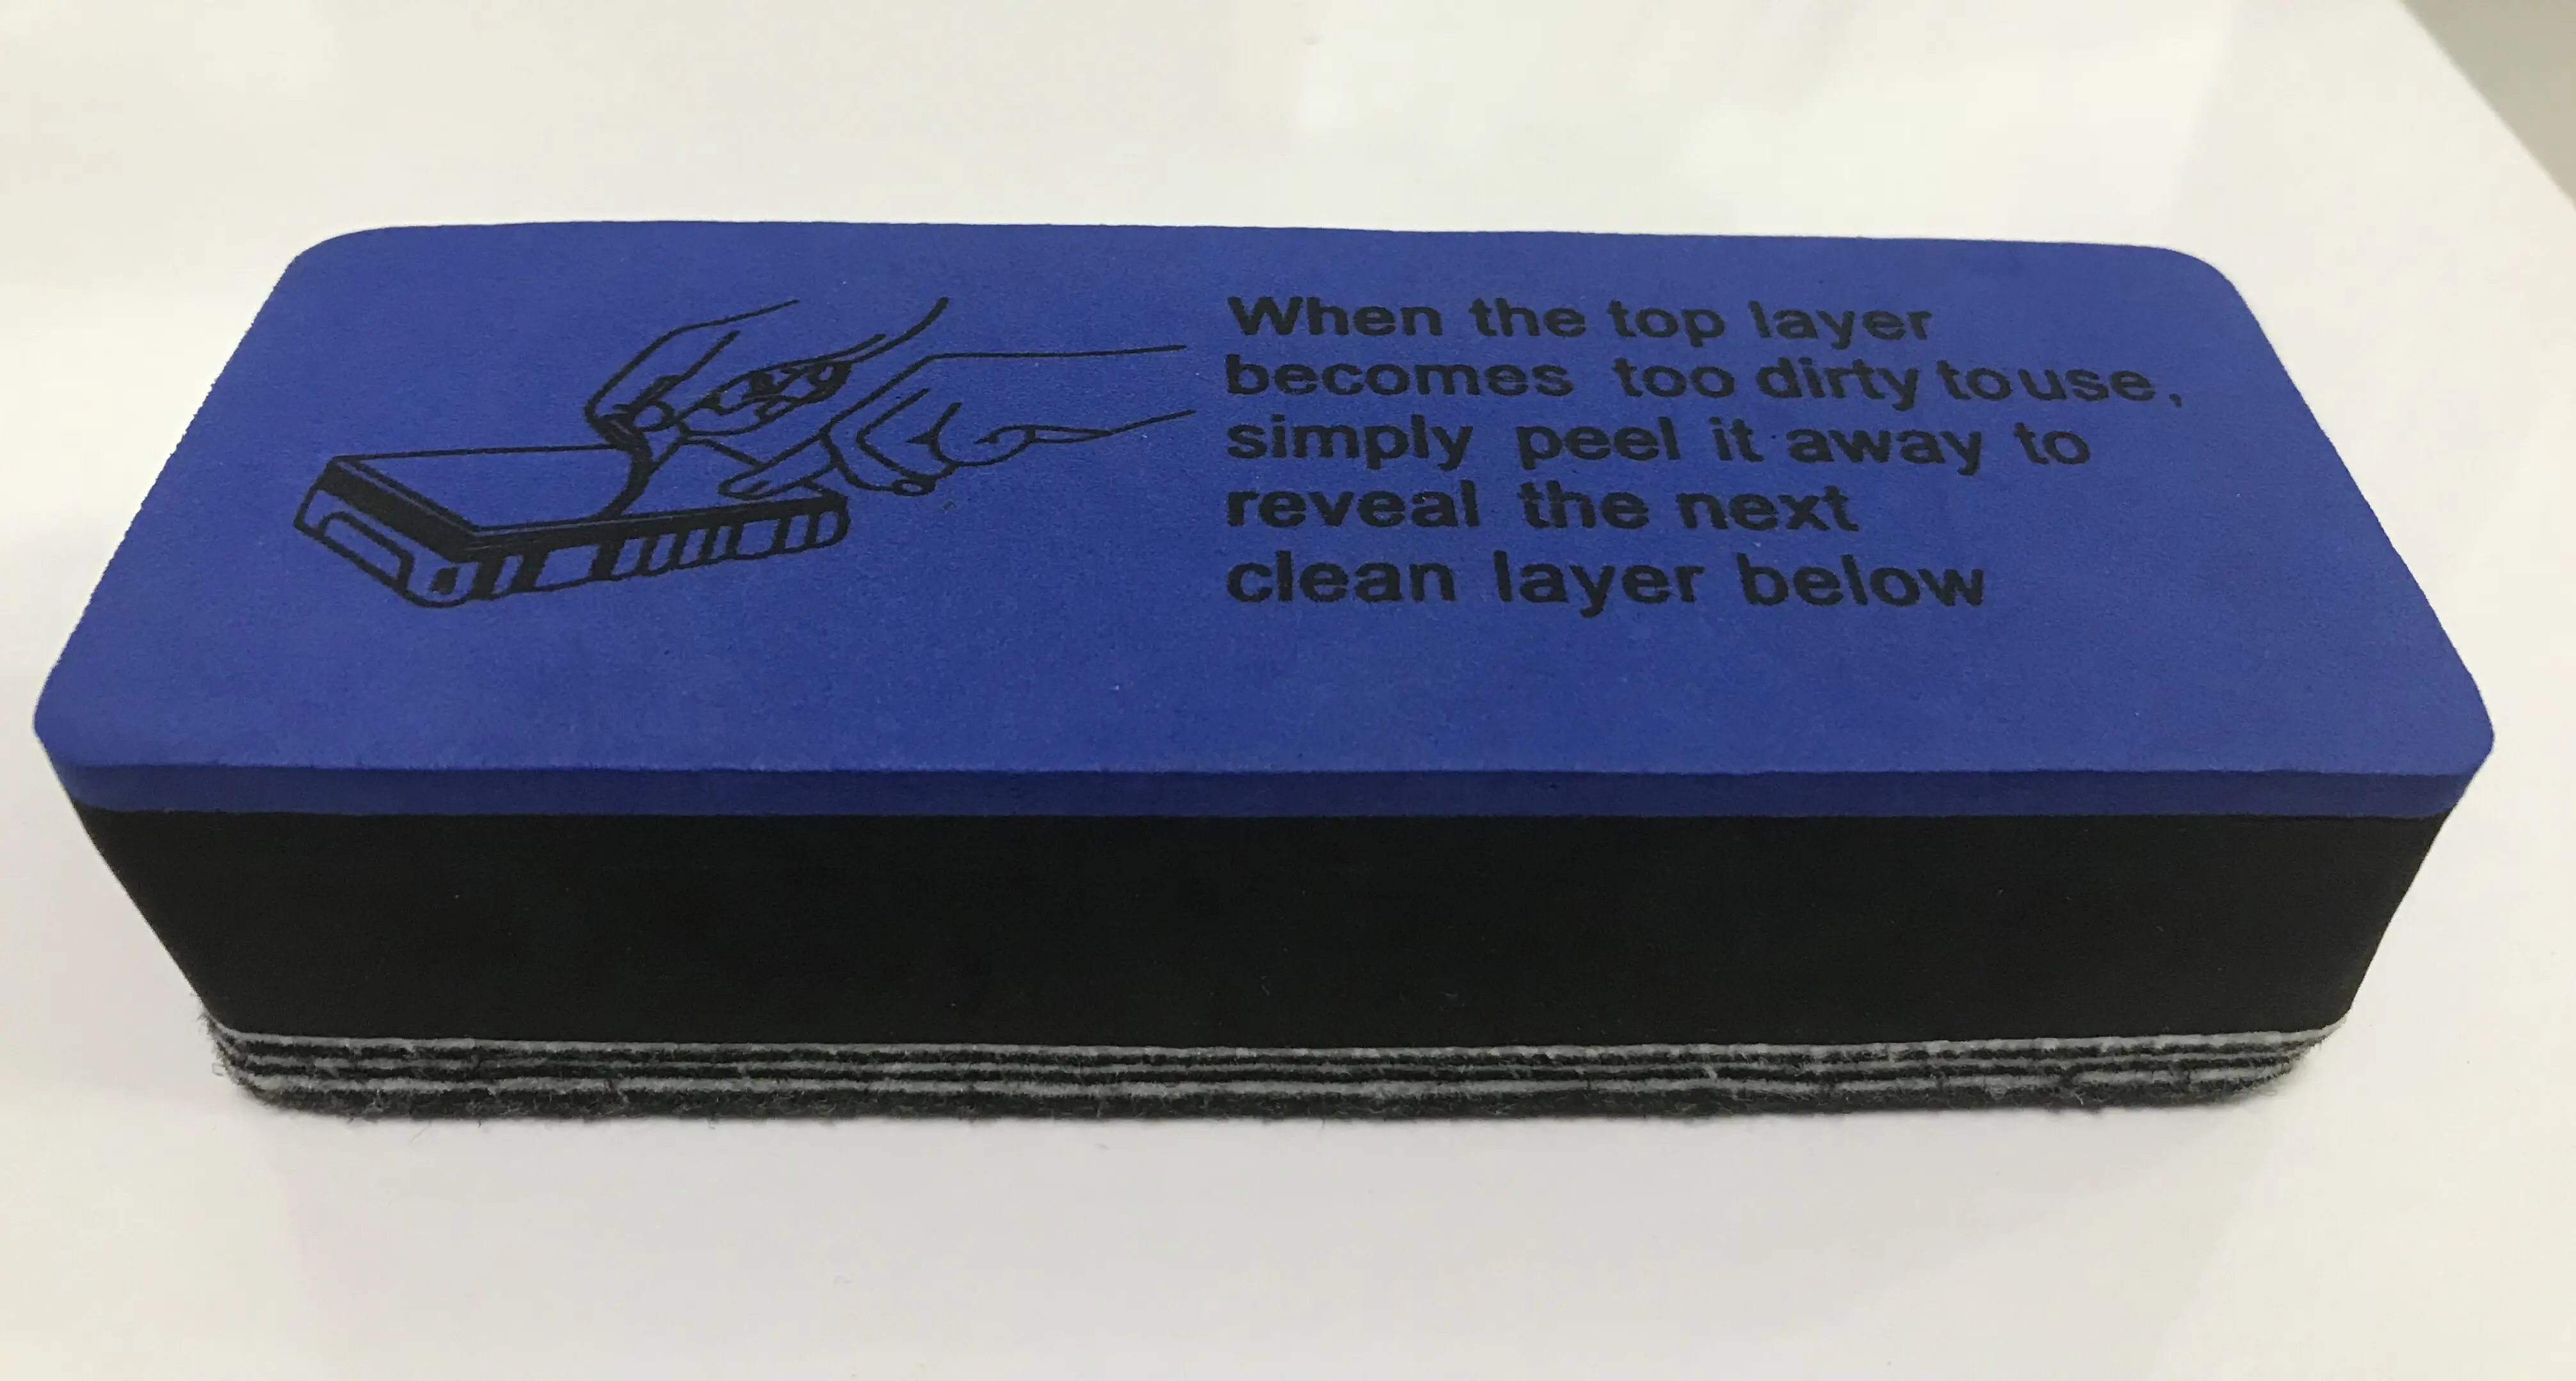 When the top layer
becomes too dirty to use,
simply peel it away to
reveal the next
clean layer below